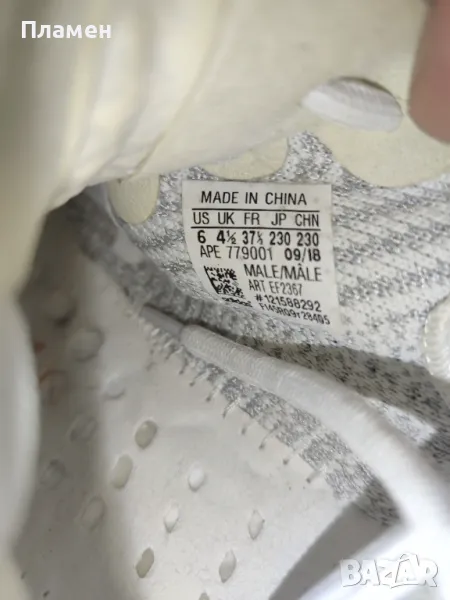 Пламен
MADE IN CHINA
US UK FR JP CHN
6 4½ 37⅓ 230 230
APE 779001 09/18
MALE/MÂLE
ART EF2367
#121588292
BAZAR